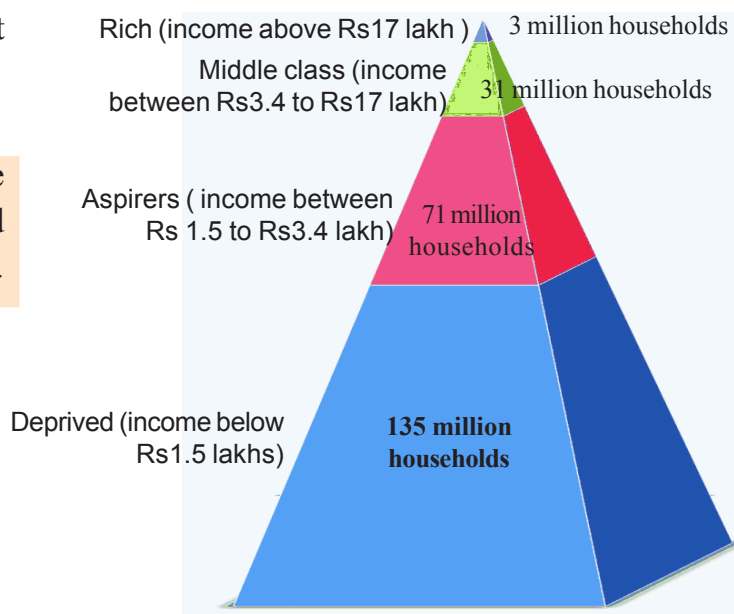 t
Rich (income above Rs17 lakh )
3 million households
Middle class (income
between Rs3.4 to Rs17 lakh)
31 million households
e
d
Aspirers ( income between
Rs 1.5 to Rs3.4 lakh)
71 million
households
Deprived (income below
Rs1.5 lakhs)
135 million
households